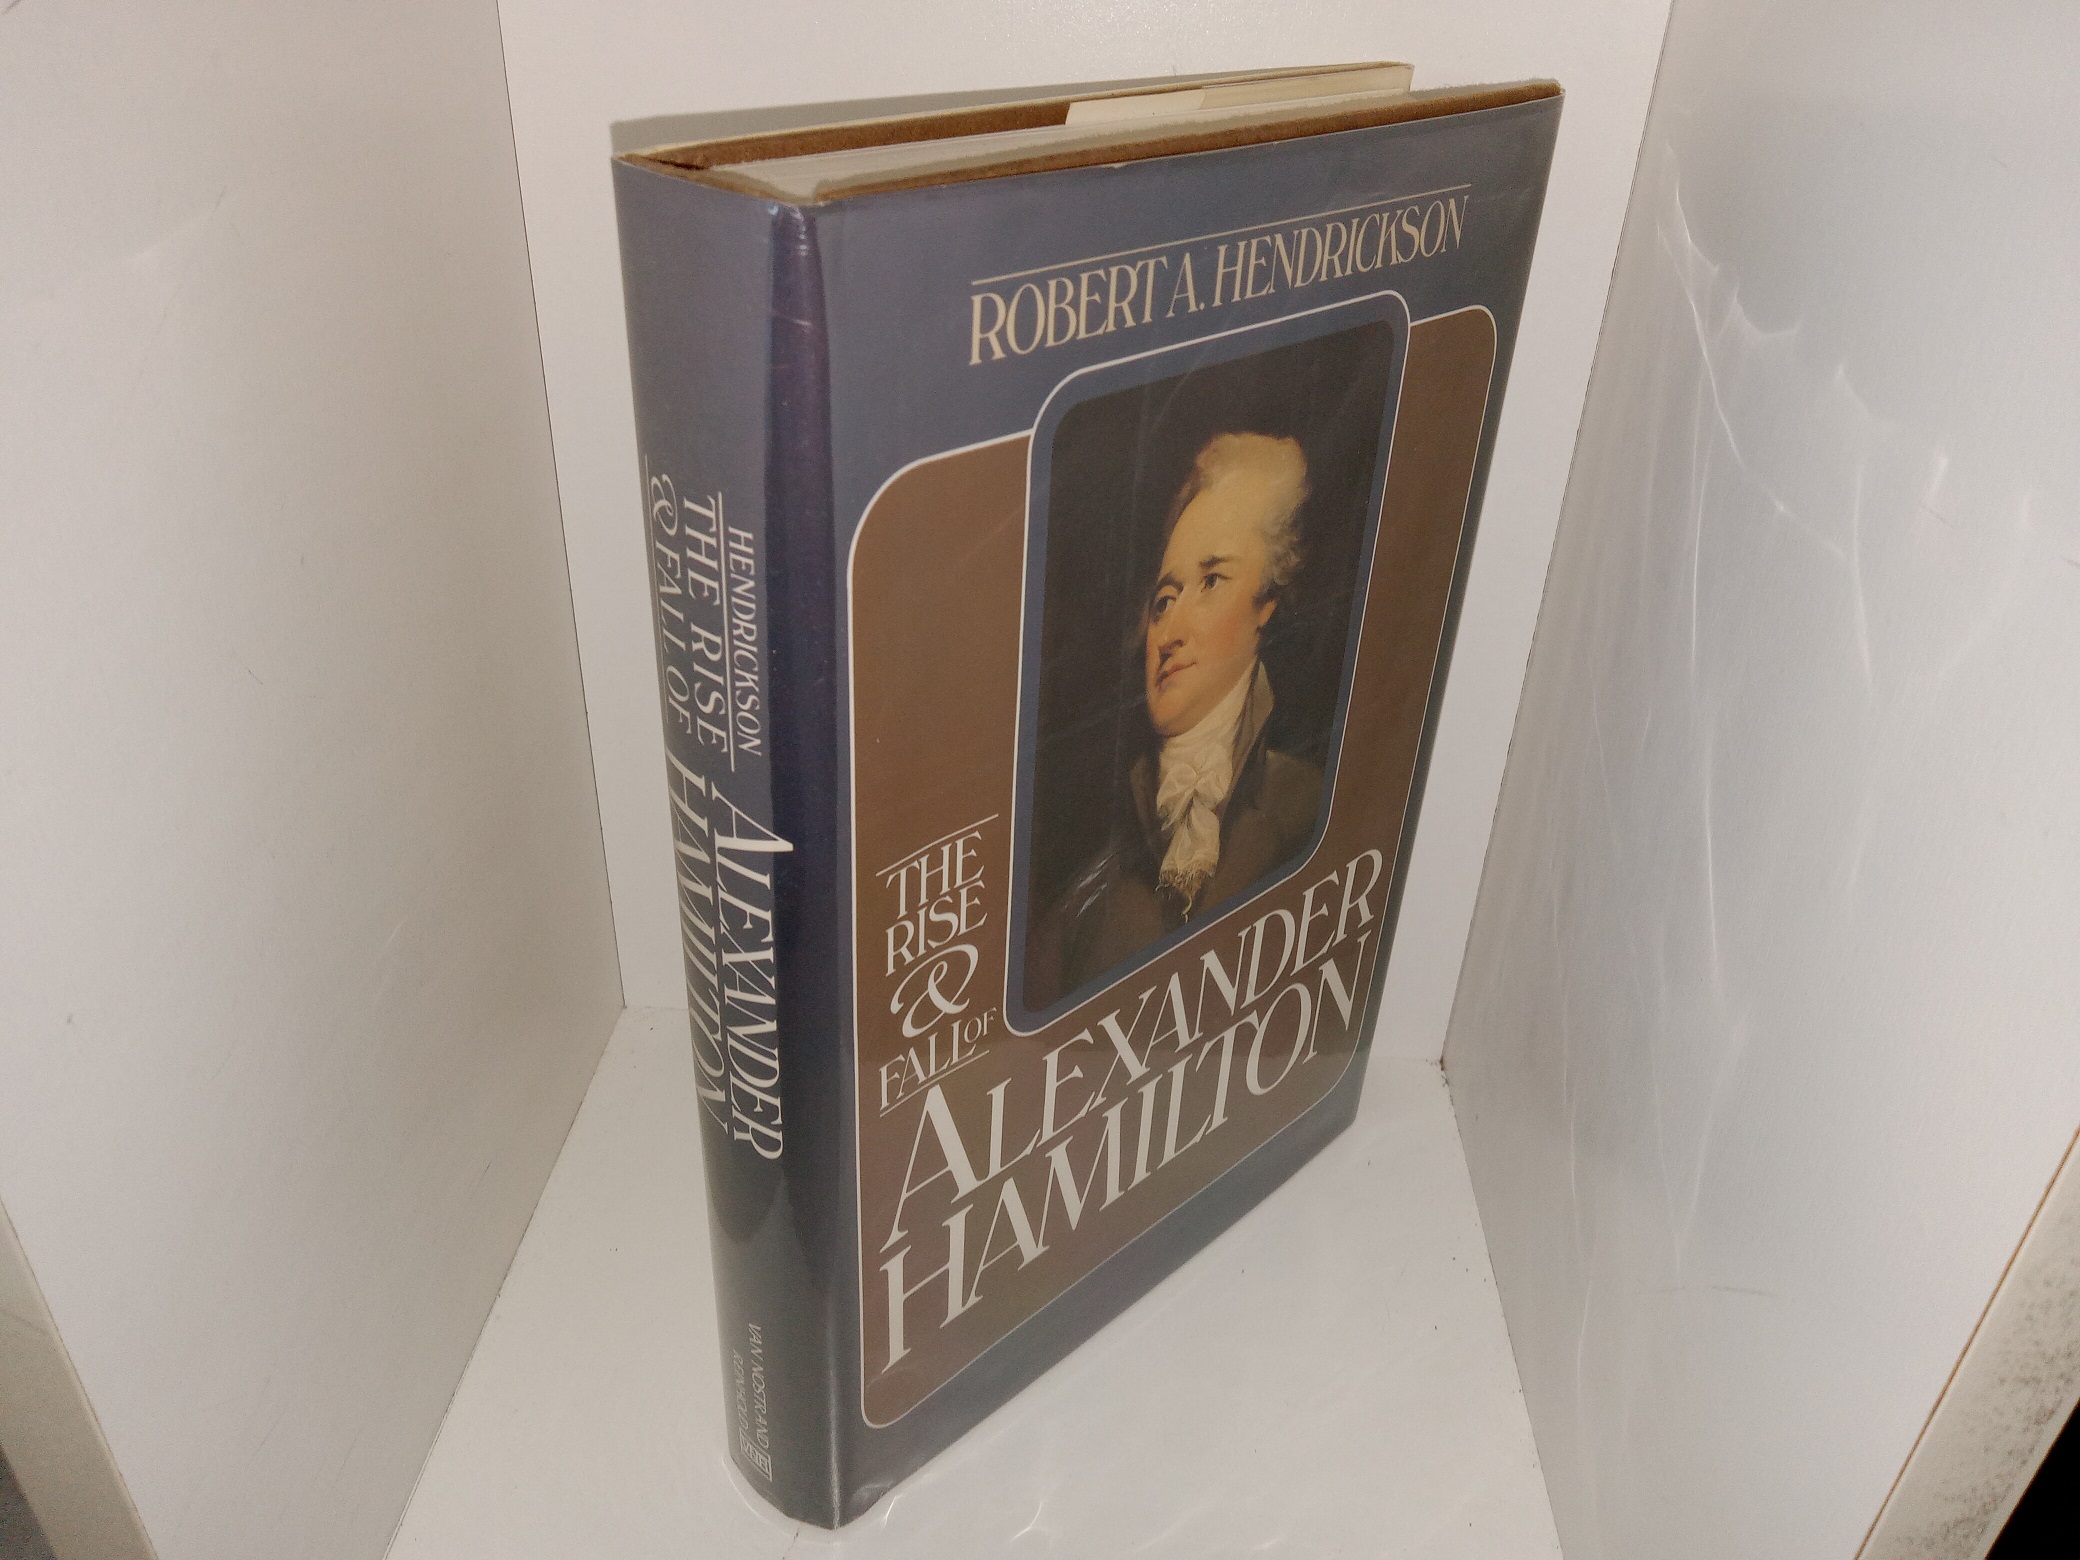 ROBERT A. HENDRICKSON
THE
RISE
&
FALL OF
ALEXANDER
HAMILTON
HENDRICKSON
THE RISE
& FALL OF
ALEXANDER
HAMILTON
VAN NOSTRAND
REINHOLD